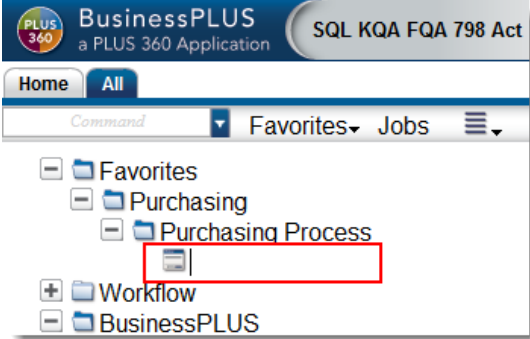 PLUS 360 BusinessPLUS
a PLUS 360 Application
SQL KQA FQA 798 Act
Home All
Command Favorites Jobs
Favorites
Purchasing
Purchasing Process
Workflow
BusinessPLUS